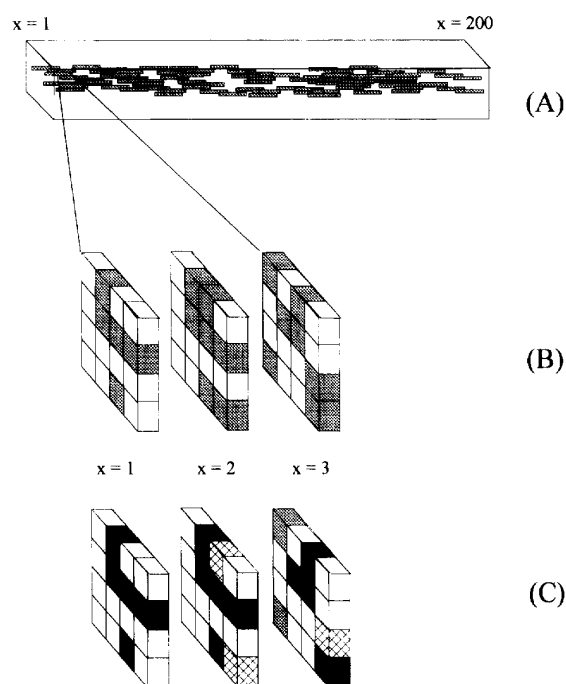 x = 1
x = 200
(A)
(B)
x = 1
x = 2
x = 3
(C)